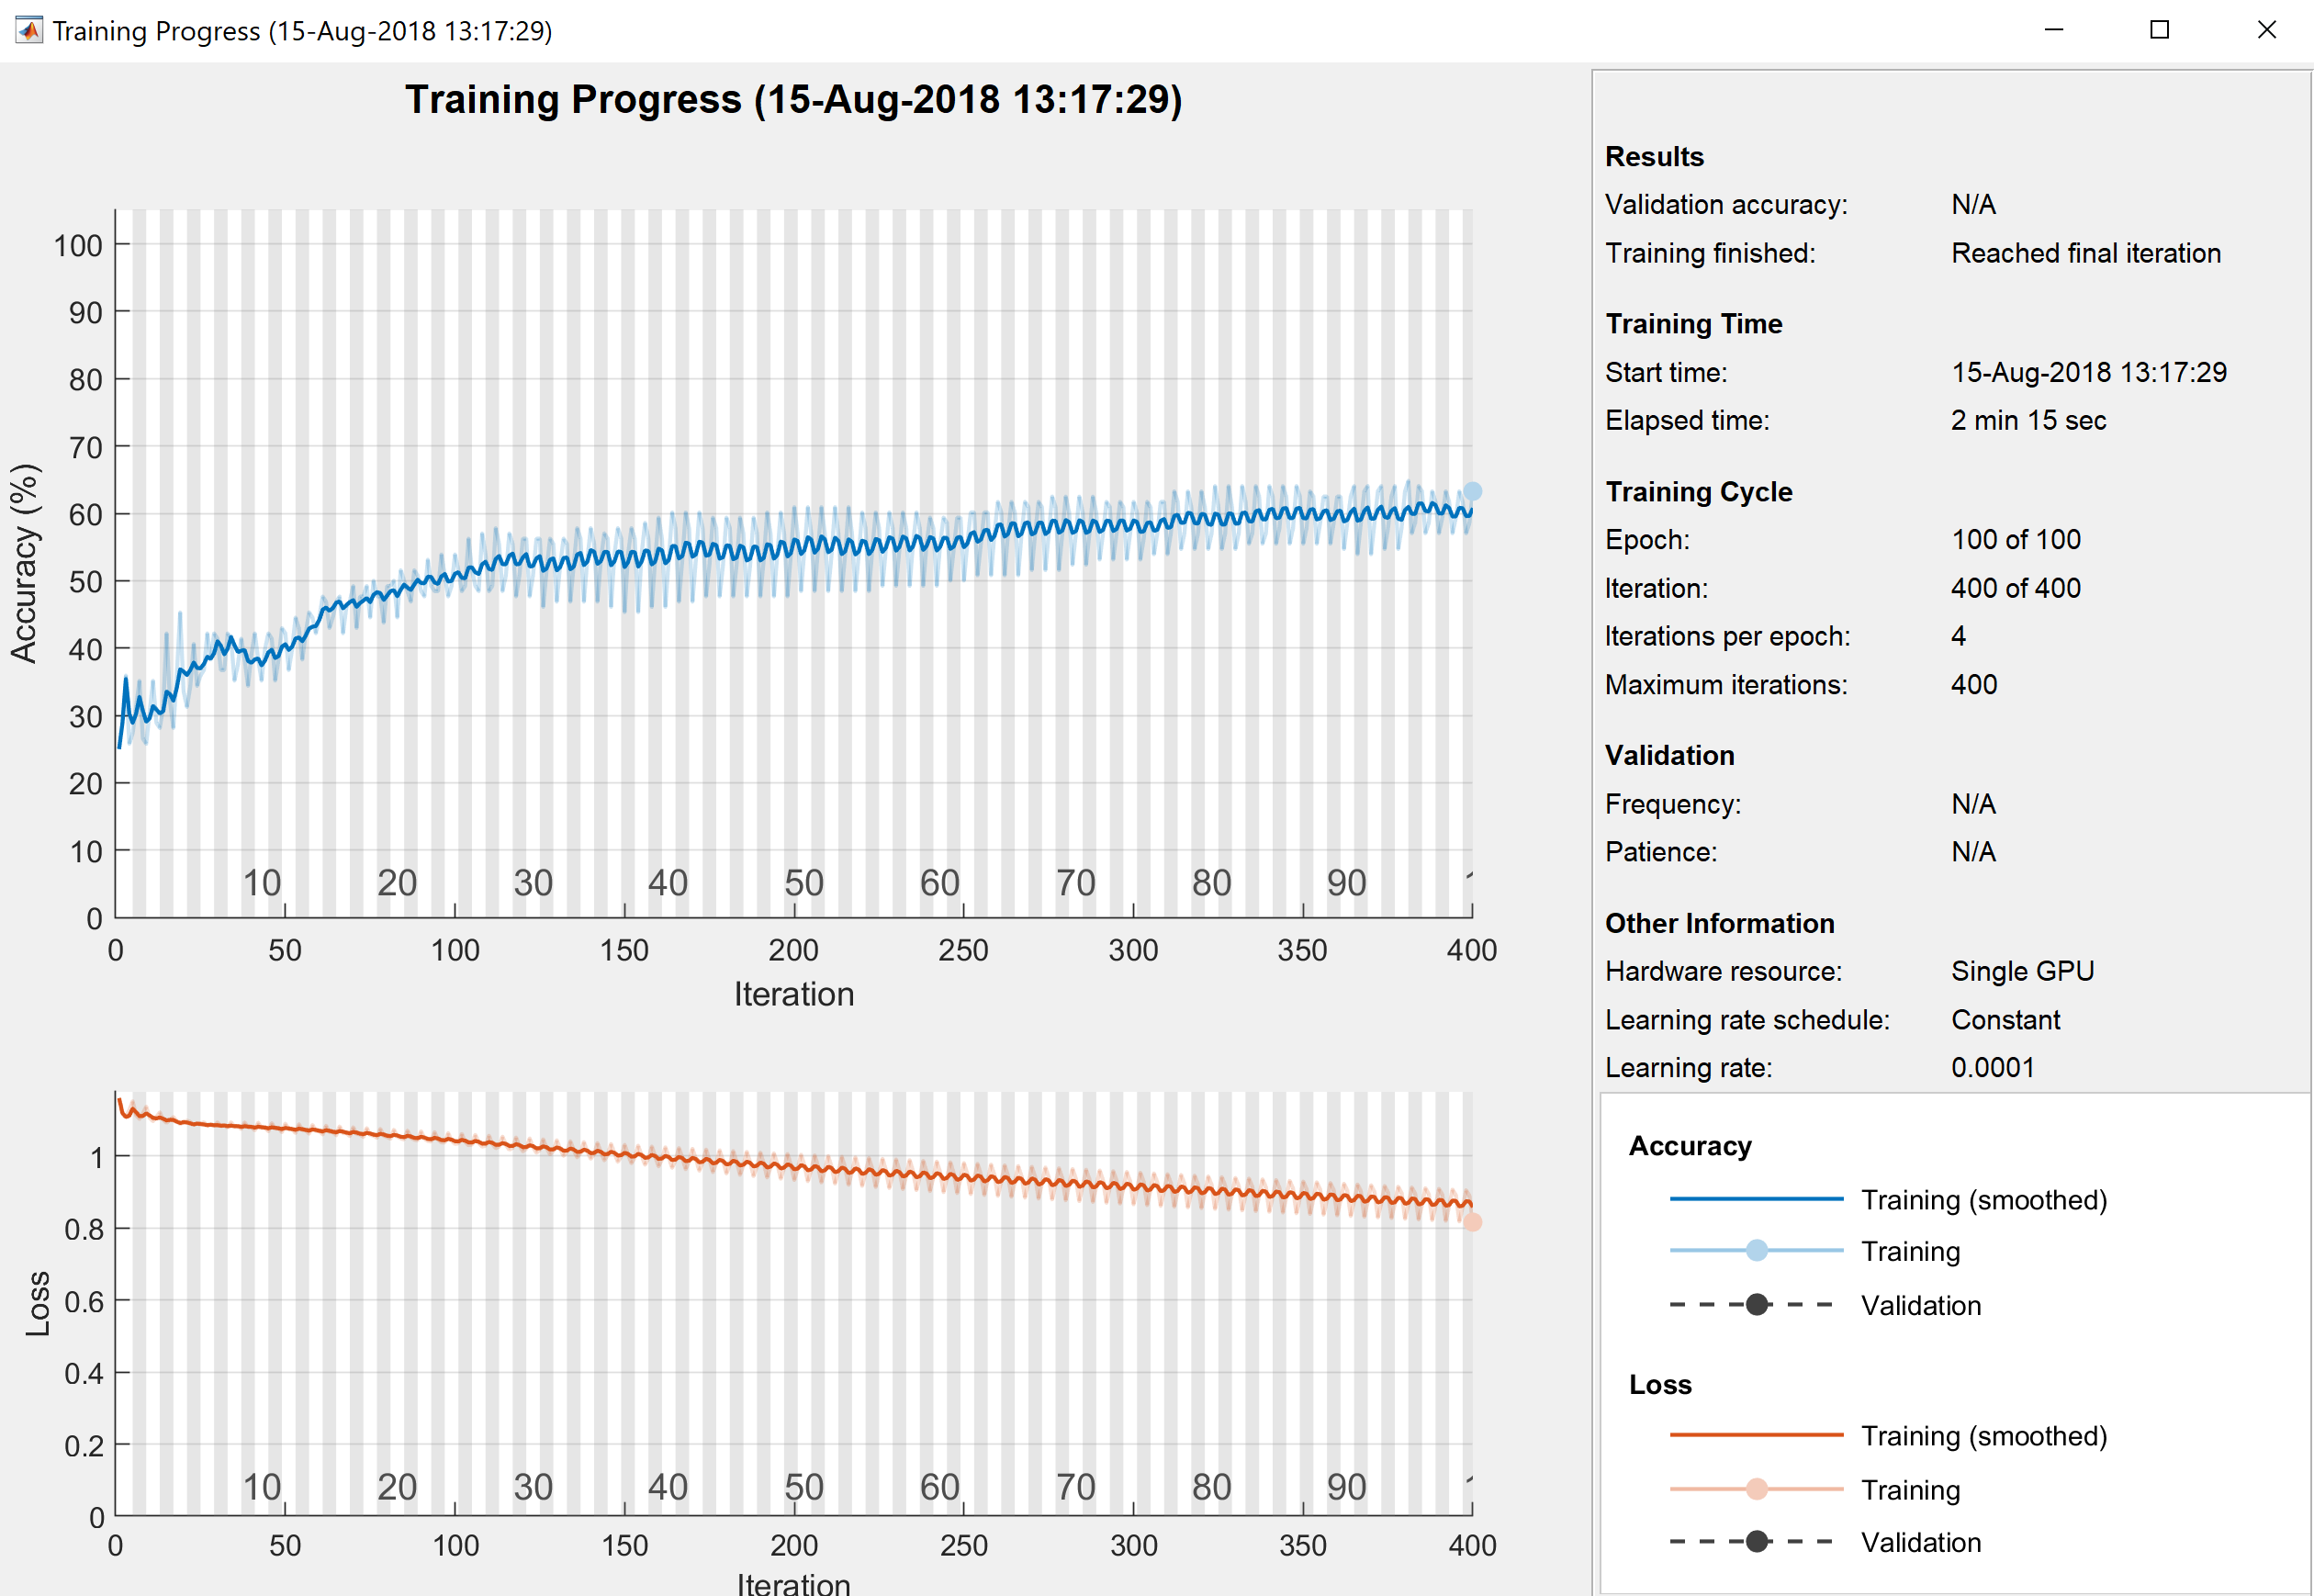 Training Progress (15-Aug-2018 13:17:29)
Training Progress (15-Aug-2018 13:17:29)
Accuracy (%)
100
90
80
70
60
50
40
30
20
10
0
10 20 30 40 50 60 70 80 90
0 50 100 150 200 250 300 350 400
Iteration
Loss
1
0.8
0.6
0.4
0.2
0
10 20 30 40 50 60 70 80 90
0 50 100 150 200 250 300 350 400
Iteration
Results
Validation accuracy: N/A
Training finished: Reached final iteration
Training Time
Start time: 15-Aug-2018 13:17:29
Elapsed time: 2 min 15 sec
Training Cycle
Epoch: 100 of 100
Iteration: 400 of 400
Iterations per epoch: 4
Maximum iterations: 400
Validation
Frequency: N/A
Patience: N/A
Other Information
Hardware resource: Single GPU
Learning rate schedule: Constant
Learning rate: 0.0001
Accuracy
Training (smoothed)
Training
Validation
Loss
Training (smoothed)
Training
Validation